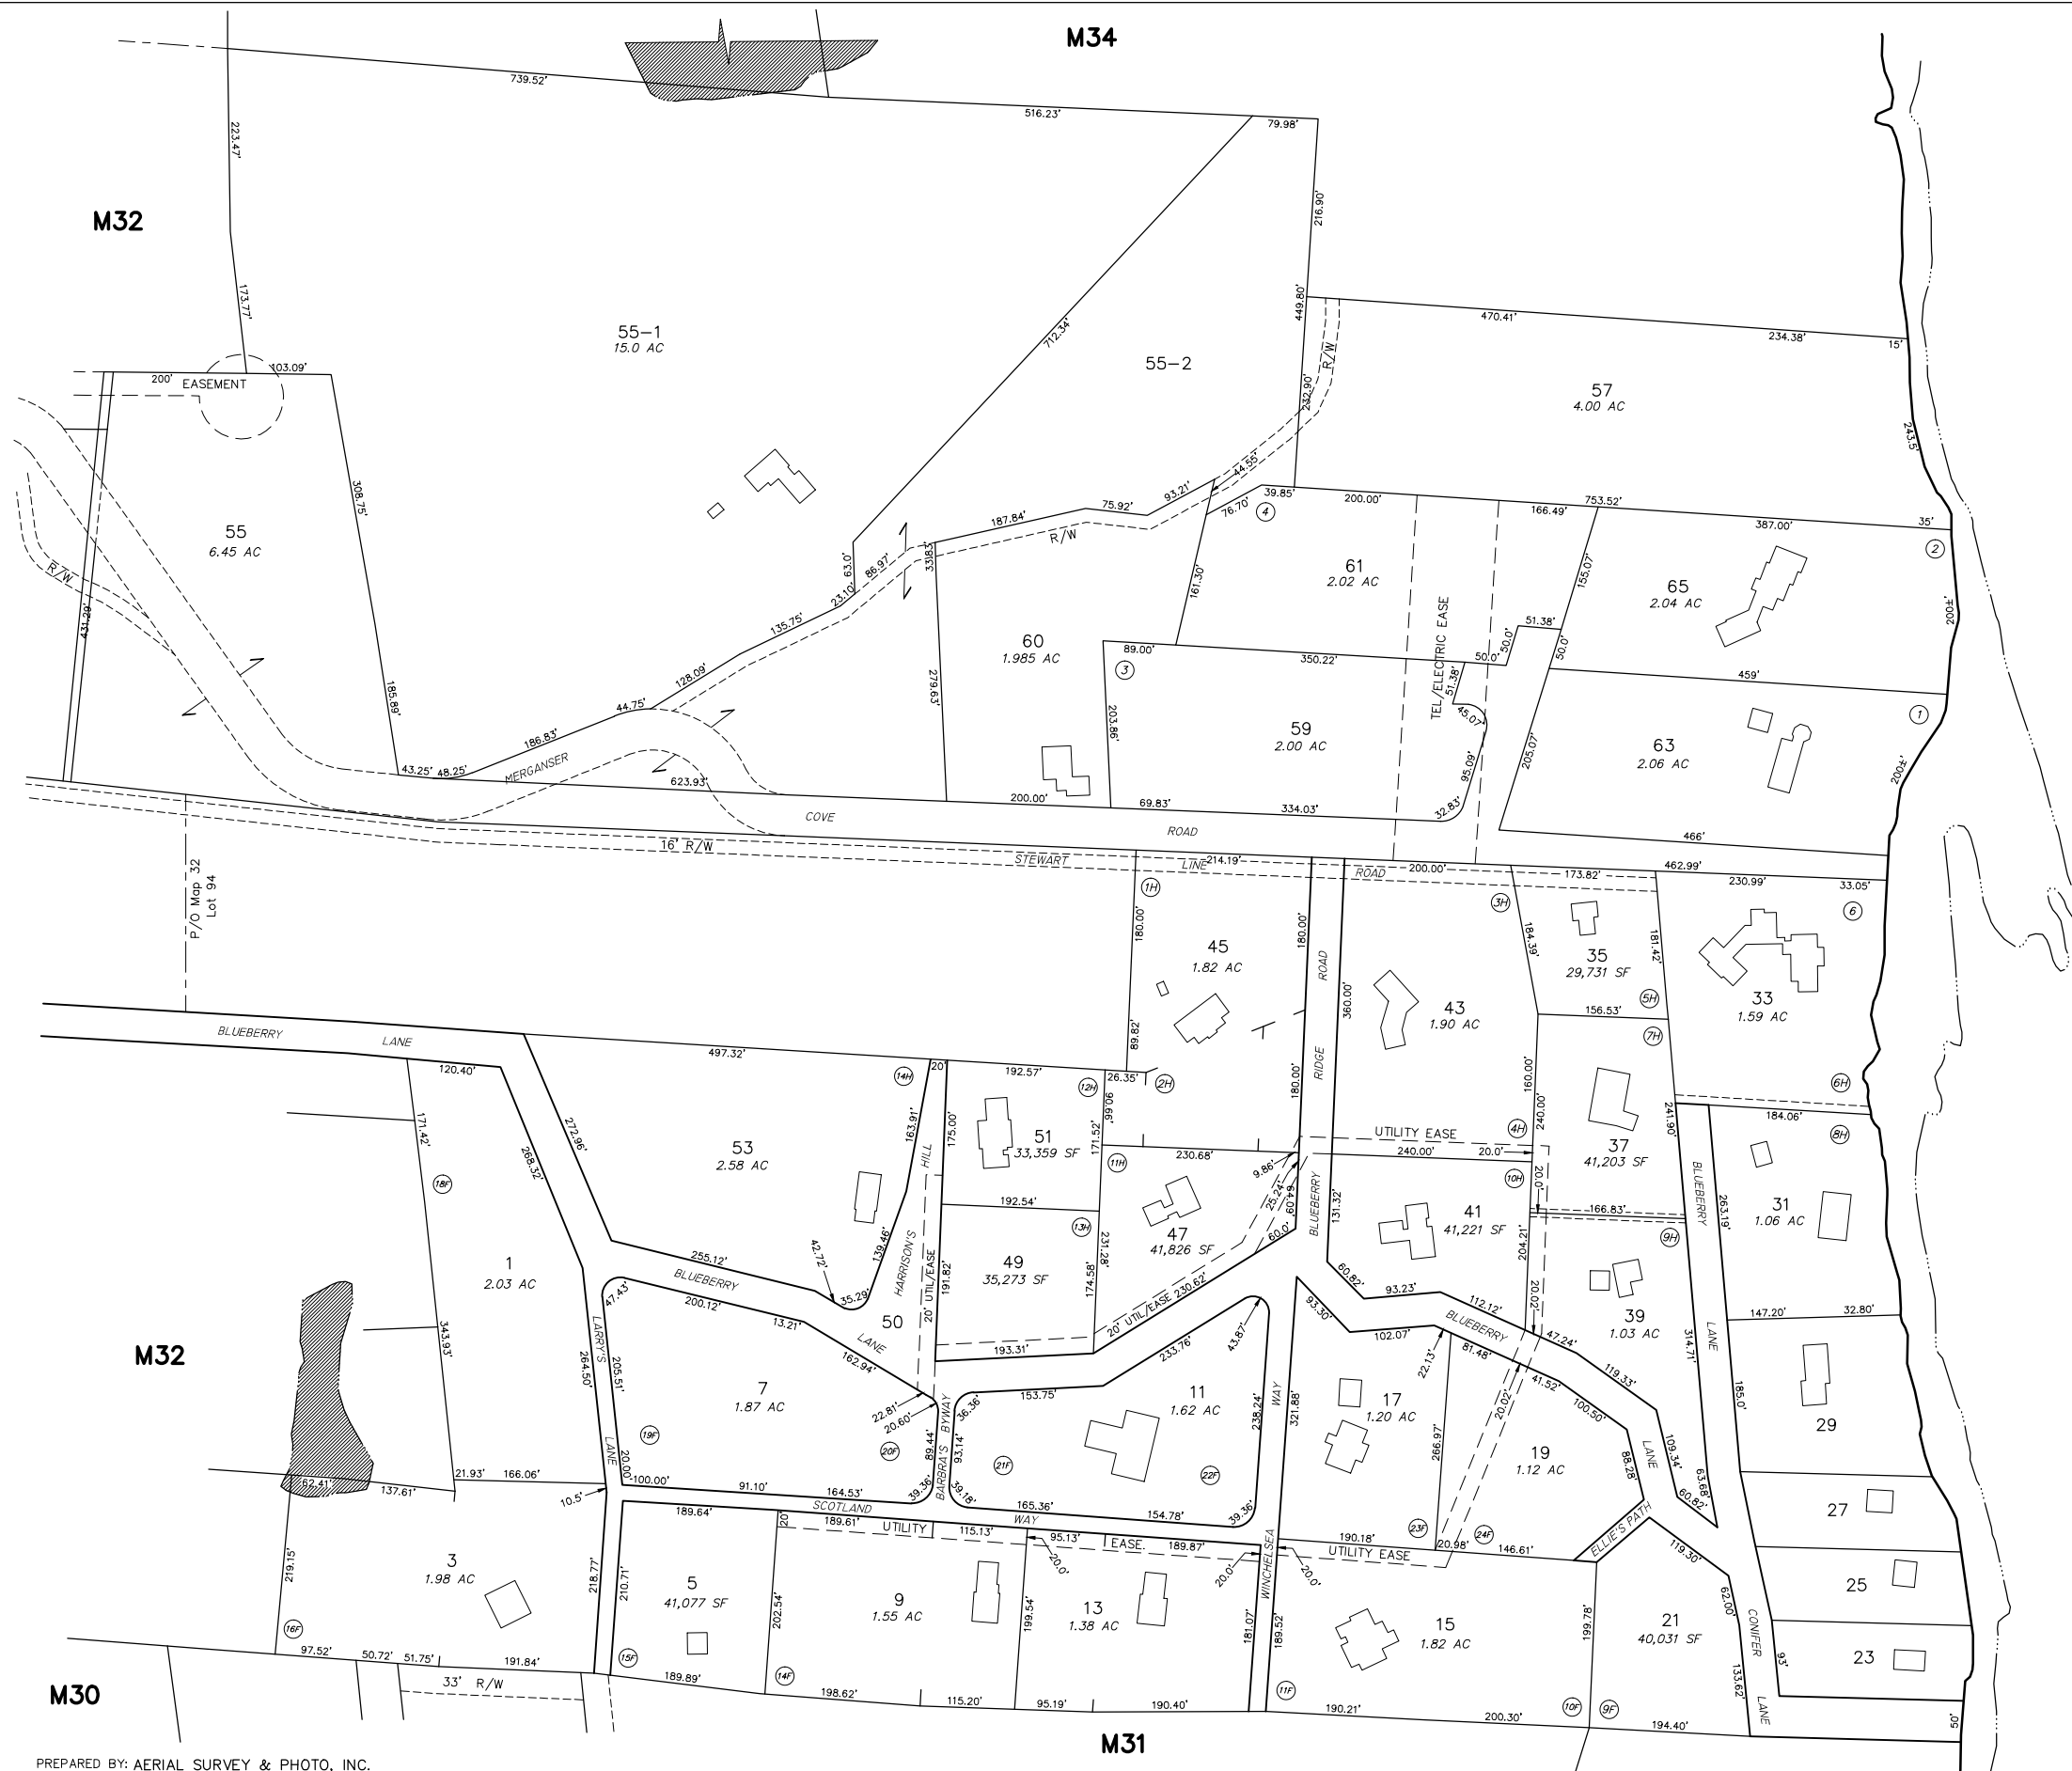 M34
739.52'
516.23'
79.98'
223.47'
173.77'
M32
216.90'
449.80'
232.90'
55-1
15.0 AC
712.34'
55-2
R/W
470.41'
234.38'
15'
57
4.00 AC
243.5'
200'
EASEMENT
103.09'
308.75'
185.89'
55
6.45 AC
R/W
431.29'
44.55'
93.21'
75.92'
187.84'
R/W
76.70'
39.85'
4
200.00'
166.49'
753.52'
387.00'
35'
2
63.0'
86.97'
23.10'
135.75'
128.09'
44.75'
186.83'
43.25'
48.25'
MERGANSER
623.93'
279.63'
60
1.985 AC
161.30'
61
2.02 AC
TEL/ELECTRIC EASE
155.07'
65
2.04 AC
200±'
51.38'
50.0'
50.0'
50.0'
89.00'
3
350.22'
51.38'
45.07'
95.09'
32.83'
203.86'
59
2.00 AC
459'
1
205.07'
63
2.06 AC
200±'
200.00'
69.83'
334.03'
466'
COVE
ROAD
16' R/W
STEWART
LINE
ROAD
214.19'
200.00'
173.82'
462.99'
230.99'
33.05'
P/O Map 32
Lot 94
1H
180.00'
45
1.82 AC
89.82'
180.00'
180.00'
RIDGE
ROAD
360.00'
3H
184.39'
43
1.90 AC
35
29,731 SF
181.42'
5H
156.53'
7H
33
1.59 AC
6
6H
BLUEBERRY
LANE
120.40'
497.32'
14H
20'
192.57'
12H
26.35'
2H
90.66'
171.52'
171.42'
268.32'
272.96'
53
2.58 AC
163.91'
139.46'
HARRISON'S
HILL
175.00'
51
33,359 SF
11H
230.68'
9.86'
25.24'
60.0'
UTILITY EASE
240.00'
20.0'
4H
160.00'
240.00'
10H
20.0'
37
41,203 SF
241.90'
184.06'
8H
18F
192.54'
13H
47
41,826 SF
231.28'
174.58'
BLUEBERRY
131.32'
41
41,221 SF
204.21'
166.83'
9H
BLUEBERRY
263.19'
31
1.06 AC
1
2.03 AC
343.93'
255.12'
42.72'
35.29'
BLUEBERRY
200.12'
13.21'
LANE
162.94'
47.43'
50
20' UTIL/EASE
191.82'
49
35,273 SF
193.31'
20' UTIL/EASE 230.62'
60.82'
93.23'
112.12'
93.30'
102.07'
BLUEBERRY
20.02'
47.24'
39
1.03 AC
314.71'
LANE
147.20'
32.80'
M32
264.50'
LARRY'S
LANE
205.51'
7
1.87 AC
22.81'
20.60'
36.36'
153.75'
233.76'
43.87'
238.24'
WAY
321.88'
11
1.62 AC
17
1.20 AC
22.13'
81.48'
41.52'
119.33'
100.50'
109.34'
185.0'
29
19F
20F
89.44'
93.14'
BARBRA'S BYWAY
21F
22F
266.97'
20.02'
19
1.12 AC
88.28'
LANE
63.68'
60.82'
62.41'
137.61'
21.93'
166.06'
10.5'
20.00'
100.00'
91.10'
164.53'
39.36'
39.18'
165.36'
154.78'
39.36'
SCOTLAND
WAY
189.64'
20'
189.61'
UTILITY
115.13'
95.13'
EASE.
189.87'
20.0'
20.0'
20.0'
23F
24F
190.18'
20.98'
UTILITY EASE
146.61'
ELLIE'S PATH
119.30'
27
219.15'
3
1.98 AC
218.77'
210.71'
5
41,077 SF
202.54'
9
1.55 AC
199.54'
13
1.38 AC
181.07'
WINCHELSEA
189.52'
15
1.82 AC
199.78'
21
40,031 SF
62.00'
CONIFER
LANE
133.62'
25
93'
23
50'
16F
15F
14F
11F
10F
9F
97.52'
50.72'
51.75'
191.84'
189.89'
198.62'
115.20'
95.19'
190.40'
190.21'
200.30'
194.40'
33' R/W
M30
M31
PREPARED BY: AERIAL SURVEY & PHOTO, INC.